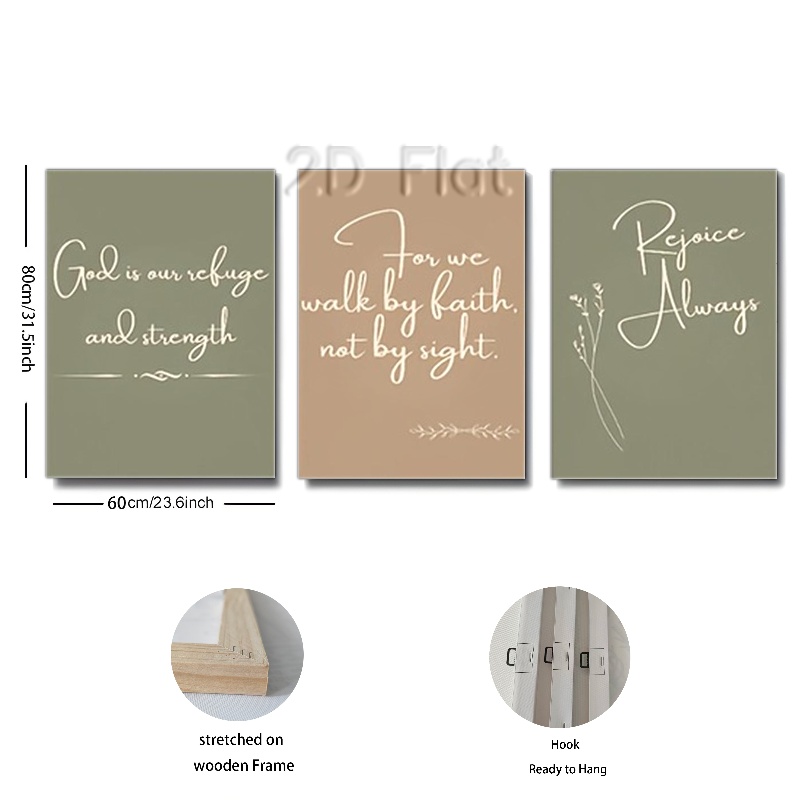 2.D Flat
God is our refuge
and strength
For we
walk by faith,
not by sight.
Rejoice
Always
80cm/31.5inch
60cm/23.6inch
stretched on
wooden Frame
Hook
Ready to Hang